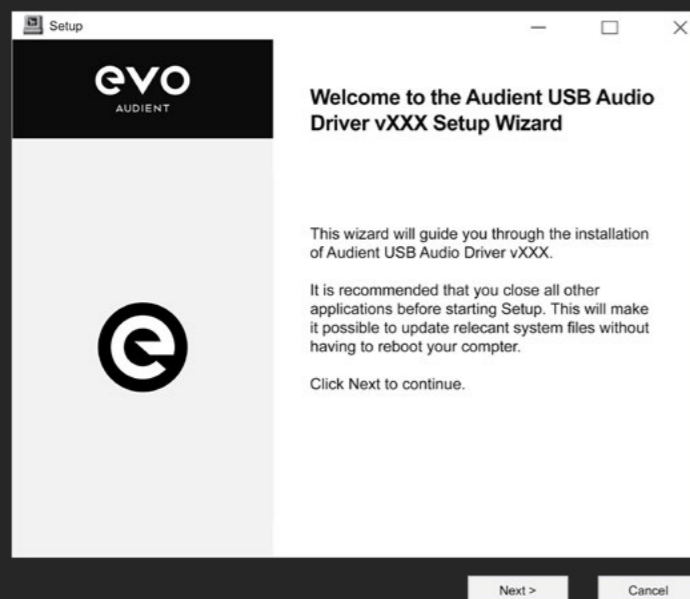 Setup
evo
AUDIENT
Welcome to the Audient USB Audio
Driver vXXX Setup Wizard
This wizard will guide you through the installation
of Audient USB Audio Driver vXXX.
It is recommended that you close all other
applications before starting Setup. This will make
it possible to update relecant system files without
having to reboot your compter.
Click Next to continue.
e
Next >
Cancel